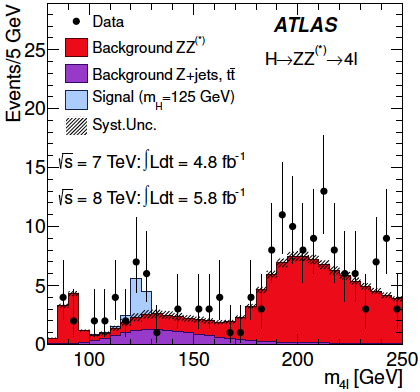 Events/5 GeV
25
20
15
10
5
0
Data
Background ZZ(*)
Background Z+jets, tt̄
Signal (mH=125 GeV)
Syst.Unc.
√s = 7 TeV: ∫Ldt = 4.8 fb-1
√s = 8 TeV: ∫Ldt = 5.8 fb-1
ATLAS
H→ZZ(*)→4l
100 150 200 250
m4l [GeV]